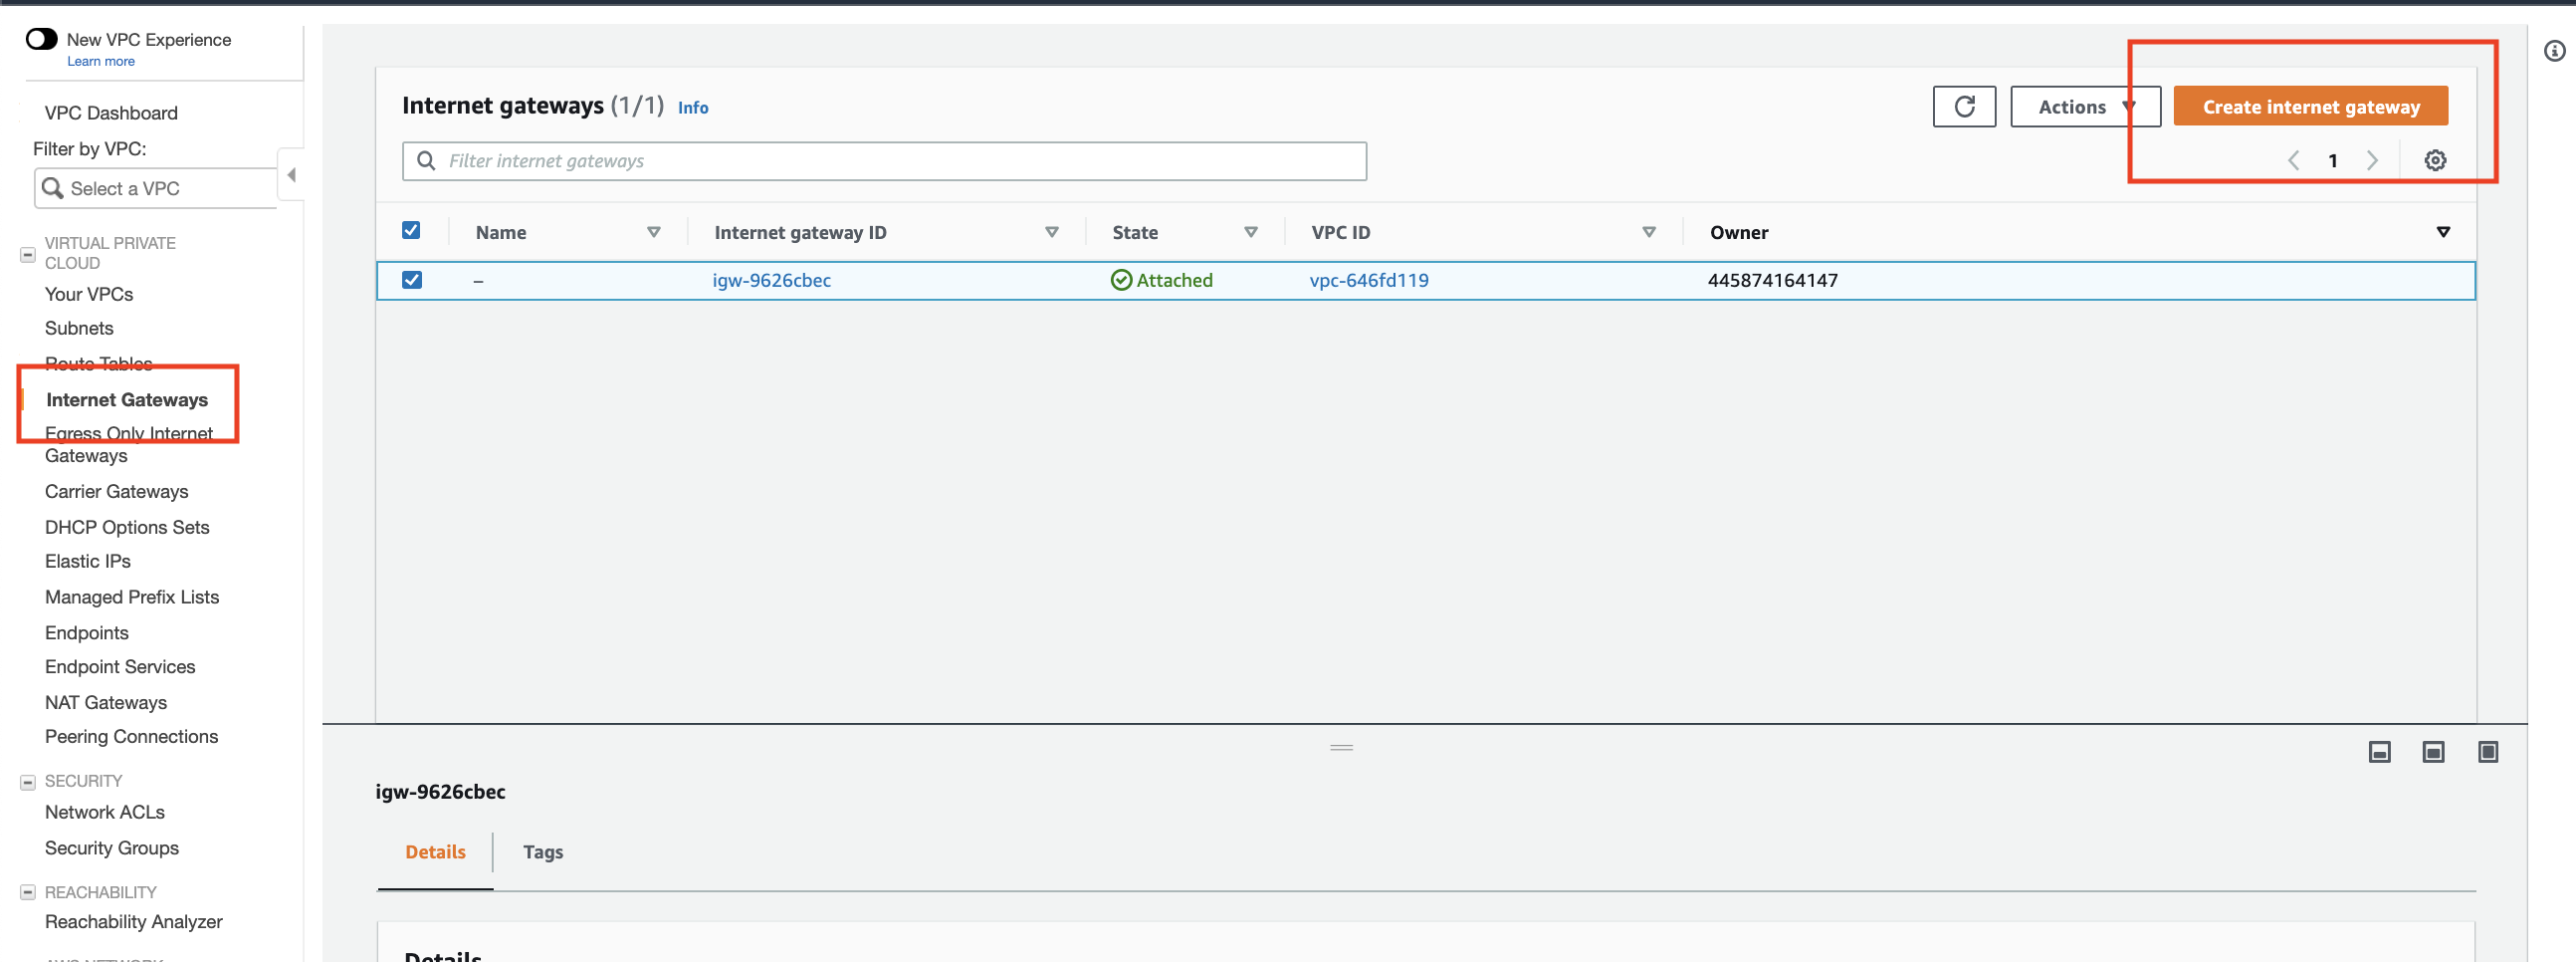 New VPC Experience
Learn more
VPC Dashboard
Filter by VPC:
Select a VPC
VIRTUAL PRIVATE
CLOUD
Your VPCs
Subnets
Route Tables
Internet Gateways
Egress Only Internet
Gateways
Carrier Gateways
DHCP Options Sets
Elastic IPs
Managed Prefix Lists
Endpoints
Endpoint Services
NAT Gateways
Peering Connections
SECURITY
Network ACLs
Security Groups
REACHABILITY
Reachability Analyzer
AWS NETWORK
Internet gateways (1/1) Info
Actions
Create internet gateway
Filter internet gateways
1
Name Internet gateway ID State VPC ID Owner
– igw-9626cbec Attached vpc-646fd119 445874164147
igw-9626cbec
Details Tags
Details